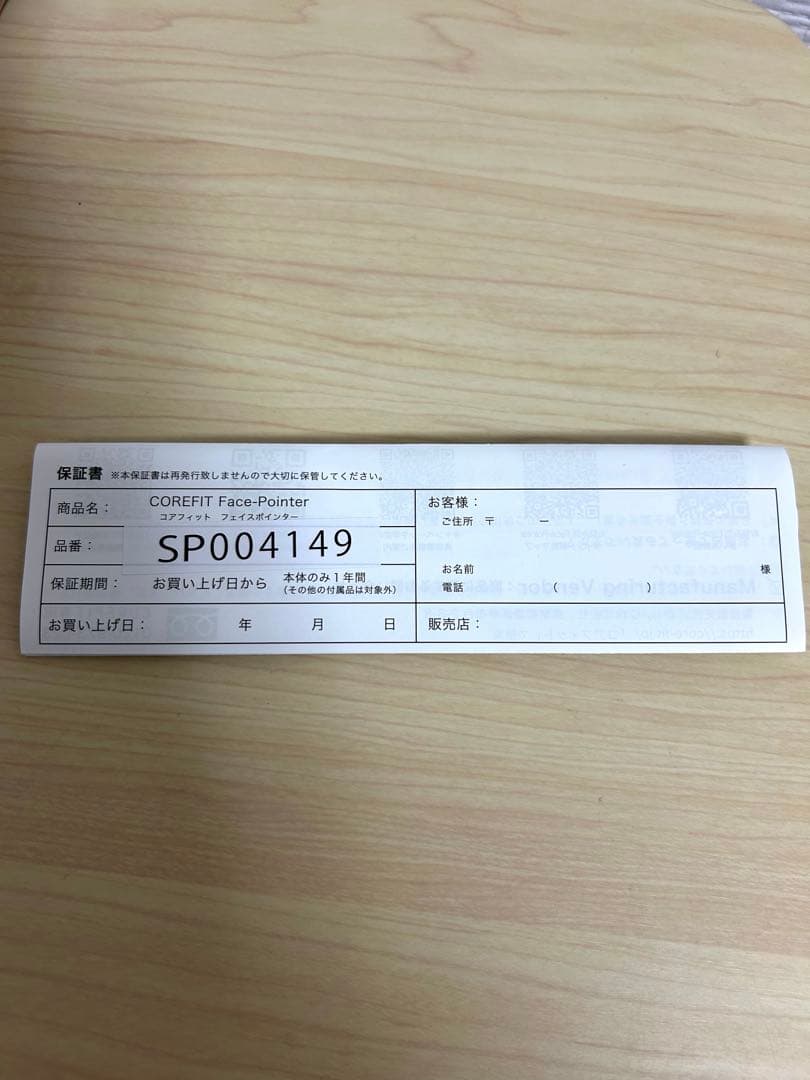 保証書 ※本保証書は再発行致しませんので大切に保管してください。
商品名： COREFIT Face-Pointer
コアフィット フェイスポインター
品番： SP004149
保証期間： お買い上げ日から 本体のみ1年間
（その他の付属品は対象外）
お買い上げ日： 年 月 日
お客様：
ご住所 〒 ー
お名前 様
電話 （ ）
販売店：
Manufacturing Vendor